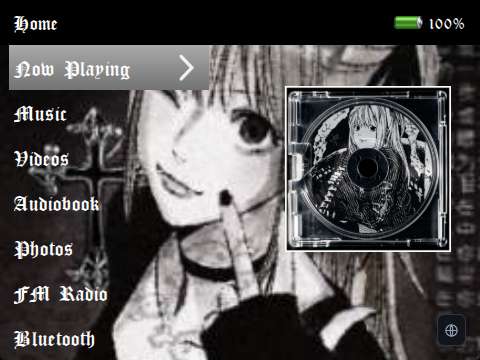 Home
100%
Now Playing
Music
Videos
Audiobook
Photos
FM Radio
Bluetooth